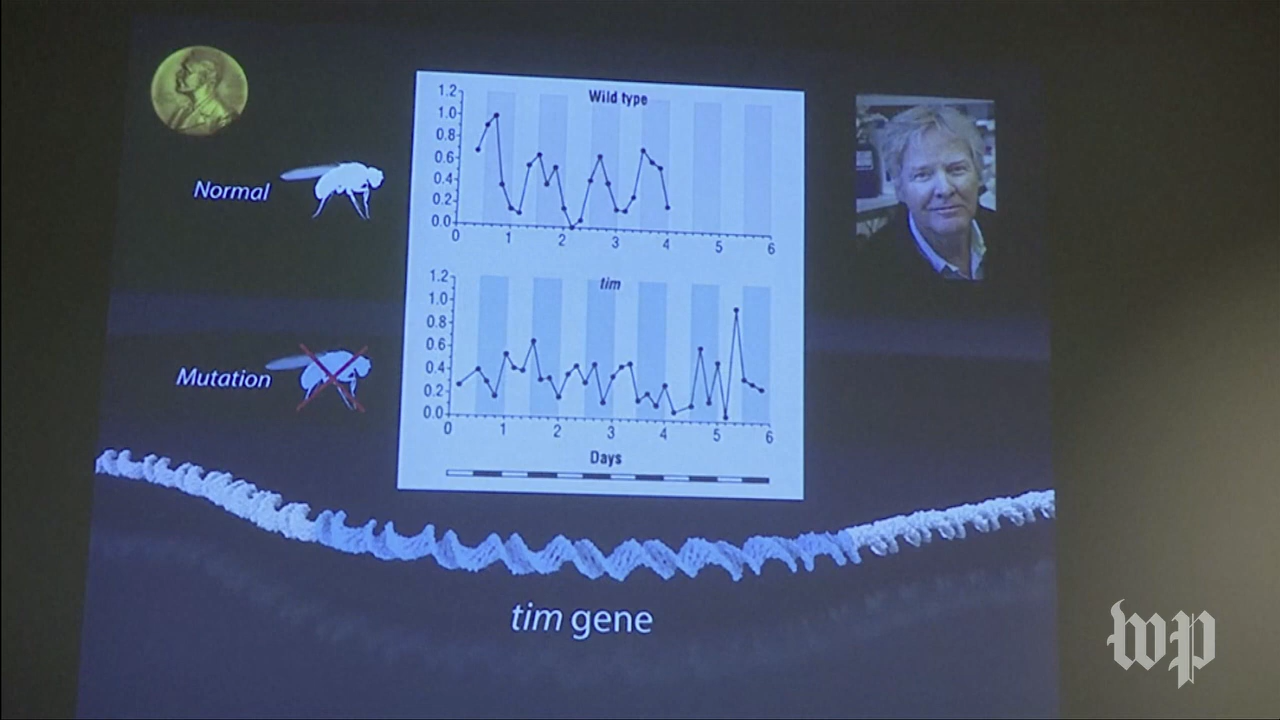 Wild type
1.2
1.0
0.8
0.6
0.4
0.2
0.0
0 1 2 3 4 5 6
Normal
tim
1.2
1.0
0.8
0.6
0.4
0.2
0.0
0 1 2 3 4 5 6
Days
Mutation
tim gene
wp